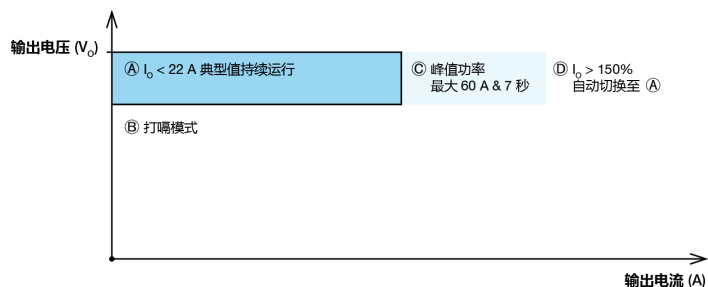 输出电压 (VO)
Ⓐ IO < 22 A 典型值持续运行
Ⓒ 峰值功率
最大 60 A & 7 秒
Ⓓ IO > 150%
自动切换至 Ⓐ
Ⓑ 打嗝模式
输出电流 (A)